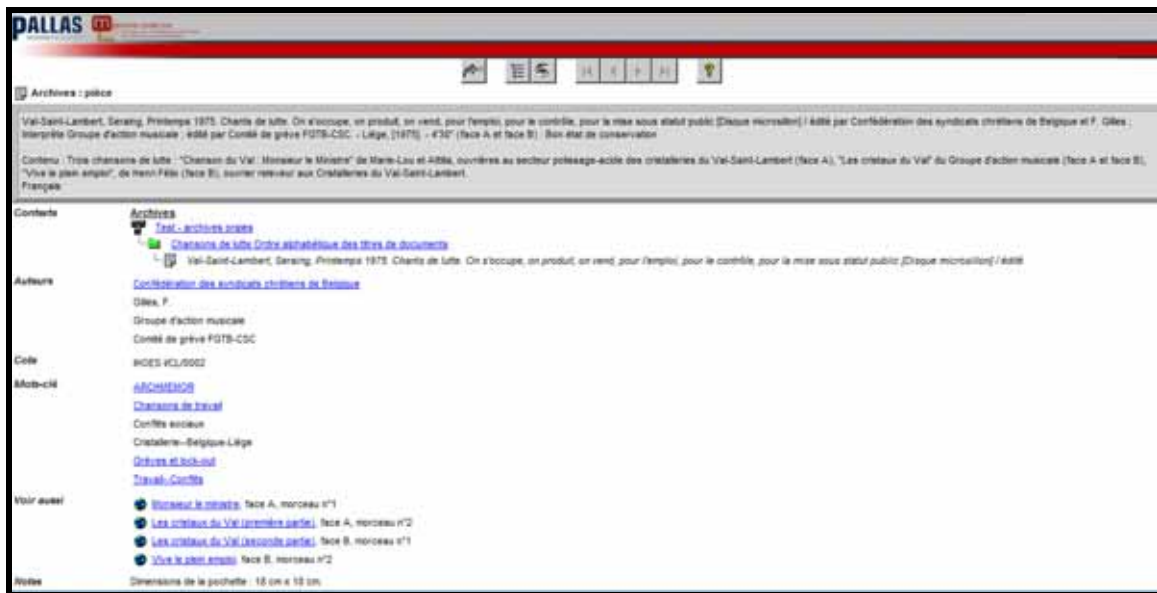 PALLAS
Archives : pièce
Val-Saint-Lambert, Seraing, Printemps 1975. Chants de lutte. On s'occupe, on produit, on vend, pour l'emploi, pour le contrôle, pour la mise sous statut public [Disque microsillon] / édité par Confédération des syndicats chrétiens de Belgique et F. Gilles ;
Interprète Groupe d'action musicale ; édité par Comité de grève FGTB-CSC. - Liège, [1975]. - 4'30" (face A et face B) : Bon état de conservation
Contenu : Trois chansons de lutte : "Chanson du Val : Monsieur le Ministre" de Marie-Lou et Attilia, ouvrières au secteur polissage-acide des cristalleries du Val-Saint-Lambert (face A), "Les cristaux du Val" du Groupe d'action musicale (face A et face B),
"Vive le plein emploi", de Henri Félix (face B), ouvrier releveur aux Cristalleries du Val-Saint-Lambert.
Français
Contexte Archives
Test - archives orales
Chansons de lutte Ordre alphabétique des titres de documents
Val-Saint-Lambert, Seraing, Printemps 1975. Chants de lutte. On s'occupe, on produit, on vend, pour l'emploi, pour le contrôle, pour la mise sous statut public [Disque microsillon] / édité
Auteurs Confédération des syndicats chrétiens de Belgique
Gilles, F.
Groupe d'action musicale
Comité de grève FGTB-CSC
Code IHOES I/CL/0002
Mots-clé ARCHIMENOR
Chansons de travail
Conflits sociaux
Cristallerie--Belgique-Liège
Grèves et lock-out
Travail--Conflits
Voir aussi Monsieur le ministre, face A, morceau n°1
Les cristaux du Val (première partie), face A, morceau n°2
Les cristaux du Val (seconde partie), face B, morceau n°1
Vive le plein emploi, face B, morceau n°2
Notes Dimensions de la pochette : 18 cm x 18 cm.